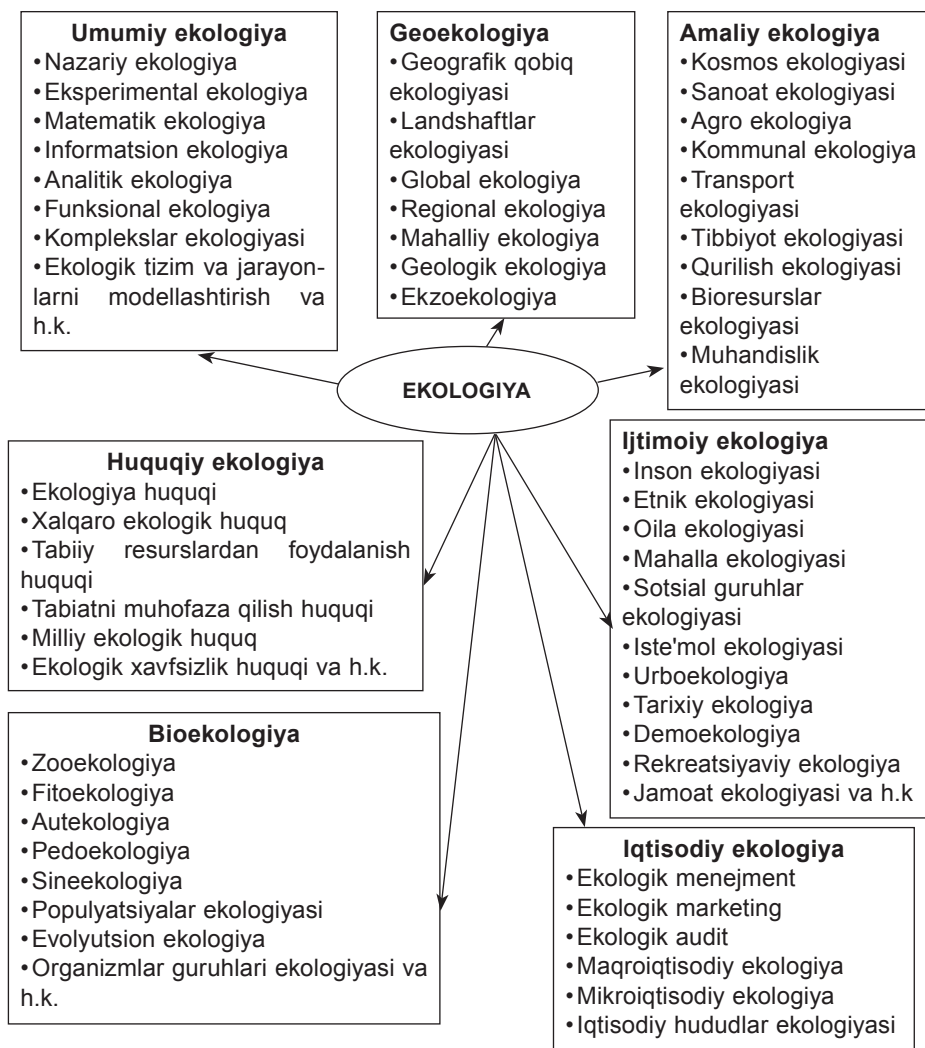 Umumiy ekologiya
•Nazariy ekologiya
•Eksperimental ekologiya
•Matematik ekologiya
•Informatsion ekologiya
•Analitik ekologiya
•Funksional ekologiya
•Komplekslar ekologiyasi
•Ekologik tizim va jarayon-
larni modellashtirish va
h.k.
Geoekologiya
•Geografik qobiq
ekologiyasi
•Landshaftlar
ekologiyasi
•Global ekologiya
•Regional ekologiya
•Mahalliy ekologiya
•Geologik ekologiya
•Ekzoekologiya
Amaliy ekologiya
•Kosmos ekologiyasi
•Sanoat ekologiyasi
•Agro ekologiya
•Kommunal ekologiya
•Transport
ekologiyasi
•Tibbiyot ekologiyasi
•Qurilish ekologiyasi
•Bioresurslar
ekologiyasi
•Muhandislik
ekologiyasi
EKOLOGIYA
Huquqiy ekologiya
•Ekologiya huquqi
•Xalqaro ekologik huquq
•Tabiiy resurslardan foydalanish
huquqi
•Tabiatni muhofaza qilish huquqi
•Milliy ekologik huquq
•Ekologik xavfsizlik huquqi va h.k.
Ijtimoiy ekologiya
•Inson ekologiyasi
•Etnik ekologiyasi
•Oila ekologiyasi
•Mahalla ekologiyasi
•Sotsial guruhlar
ekologiyasi
•Iste'mol ekologiyasi
•Urboekologiya
•Tarixiy ekologiya
•Demoekologiya
•Rekreatsiyaviy ekologiya
•Jamoat ekologiyasi va h.k
Bioekologiya
•Zooekologiya
•Fitoekologiya
•Autekologiya
•Pedoekologiya
•Sineekologiya
•Populyatsiyalar ekologiyasi
•Evolyutsion ekologiya
•Organizmlar guruhlari ekologiyasi va
h.k.
Iqtisodiy ekologiya
•Ekologik menejment
•Ekologik marketing
•Ekologik audit
•Maqroiqtisodiy ekologiya
•Mikroiqtisodiy ekologiya
•Iqtisodiy hududlar ekologiyasi